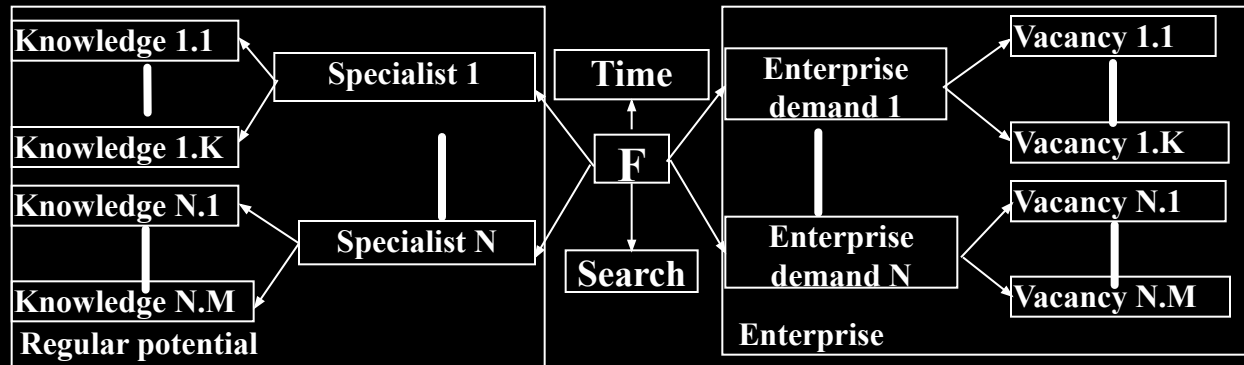 Knowledge 1.1
Knowledge 1.K
Knowledge N.1
Knowledge N.M
Regular potential
Specialist 1
Specialist N
Time
F
Search
Enterprise
demand 1
Enterprise
demand N
Enterprise
Vacancy 1.1
Vacancy 1.K
Vacancy N.1
Vacancy N.M